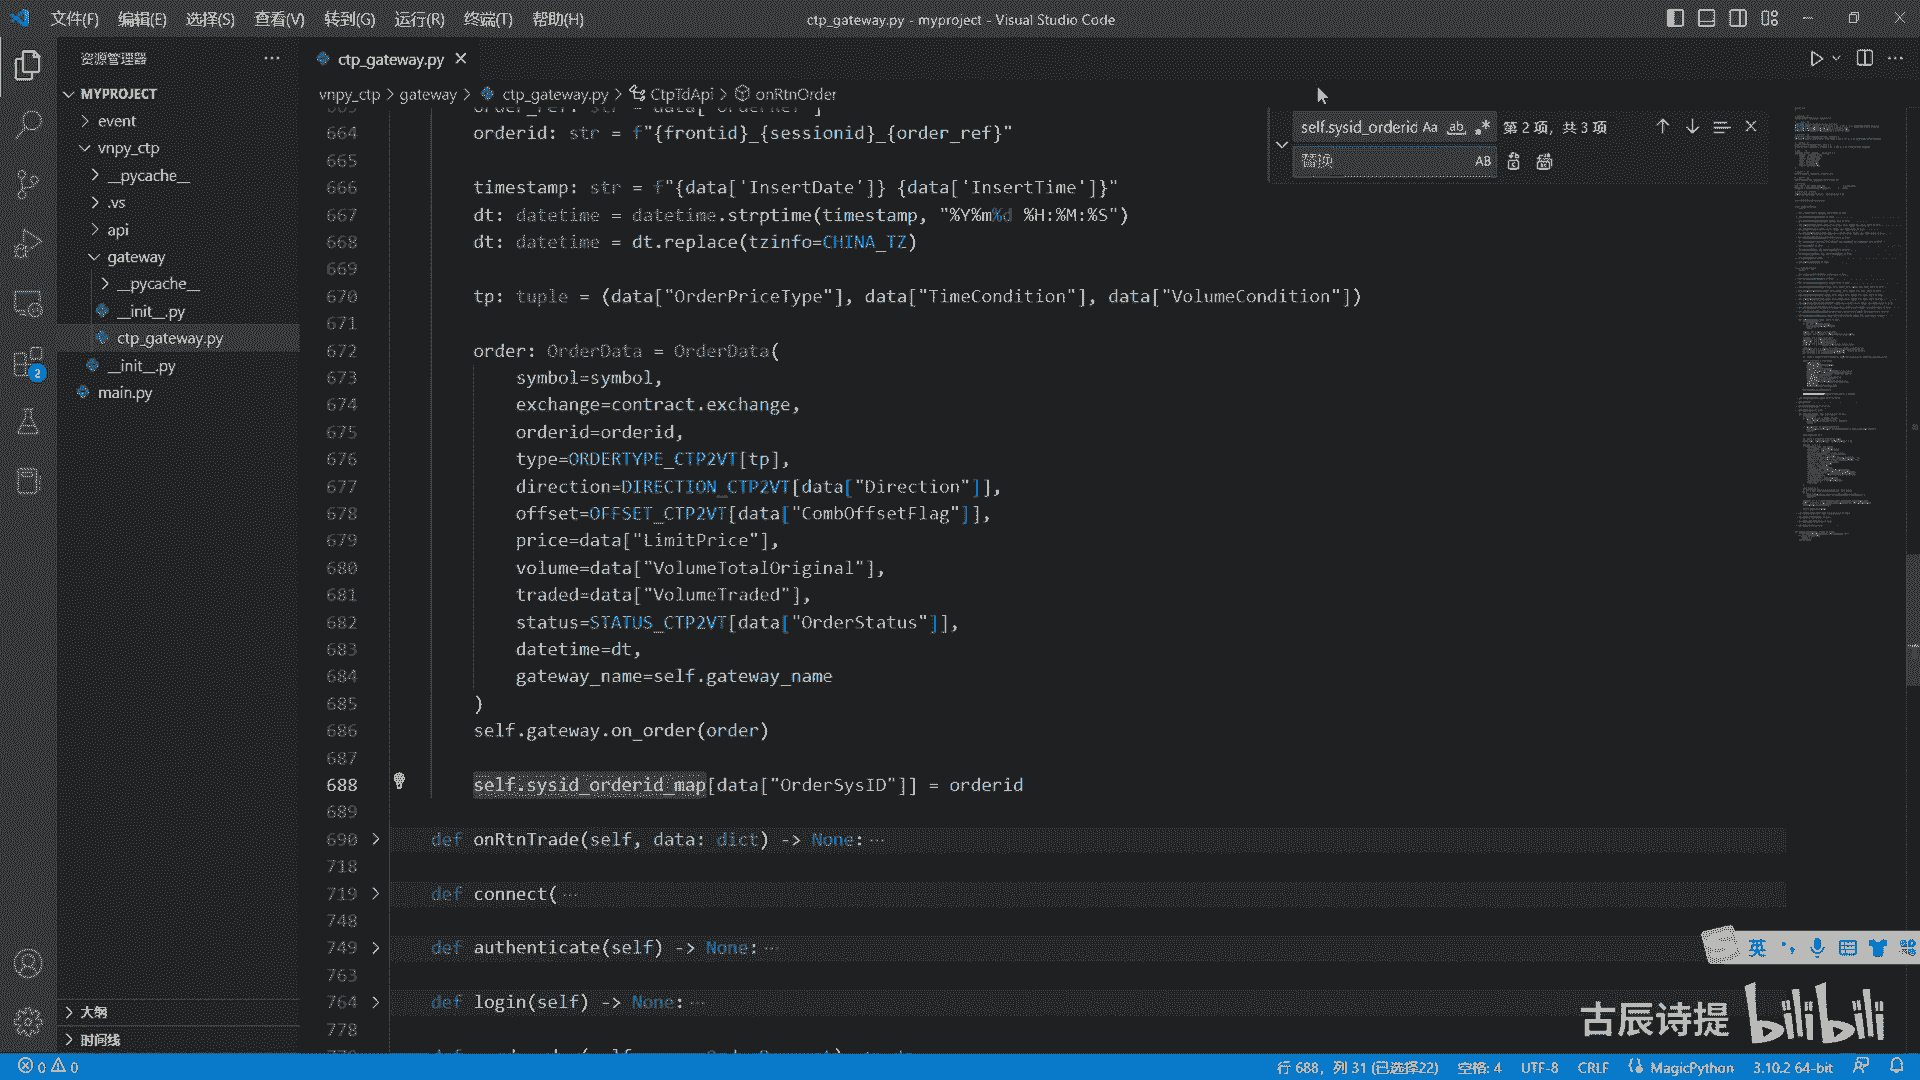 文件(F) 编辑(E) 选择(S) 查看(V) 转到(G) 运行(R) 终端(T) 帮助(H)
ctp_gateway.py - myproject - Visual Studio Code
资源管理器
ctp_gateway.py
MYPROJECT
event
vnpy_ctp
__pycache__
.vs
api
gateway
__pycache__
__init__.py
ctp_gateway.py
__init__.py
main.py
大纲
时间线
2
vnpy_ctp > gateway > ctp_gateway.py > CtpTdApi > onRtnOrder
self.sysid_orderid Aa ab 第 2 项, 共 3 项
替换 AB
664 orderid: str = f"{frontid}_{sessionid}_{order_ref}"
665
666 timestamp: str = f"{data['InsertDate']} {data['InsertTime']}"
667 dt: datetime = datetime.strptime(timestamp, "%Y%m%d %H:%M:%S")
668 dt: datetime = dt.replace(tzinfo=CHINA_TZ)
669
670 tp: tuple = (data["OrderPriceType"], data["TimeCondition"], data["VolumeCondition"])
671
672 order: OrderData = OrderData(
673 symbol=symbol,
674 exchange=contract.exchange,
675 orderid=orderid,
676 type=ORDERTYPE_CTP2VT[tp],
677 direction=DIRECTION_CTP2VT[data["Direction"]],
678 offset=OFFSET_CTP2VT[data["CombOffsetFlag"]],
679 price=data["LimitPrice"],
680 volume=data["VolumeTotalOriginal"],
681 traded=data["VolumeTraded"],
682 status=STATUS_CTP2VT[data["OrderStatus"]],
683 datetime=dt,
684 gateway_name=self.gateway_name
685 )
686 self.gateway.on_order(order)
687
688 self.sysid_orderid_map[data["OrderSysID"]] = orderid
689
690 def onRtnTrade(self, data: dict) -> None:…
718
719 def connect(…
748
749 def authenticate(self) -> None:…
763
764 def login(self) -> None:…
778
英
古辰诗提 bilibili
0 0
行 688, 列 31 (已选择22) 空格: 4 UTF-8 CRLF MagicPython 3.10.2 64-bit